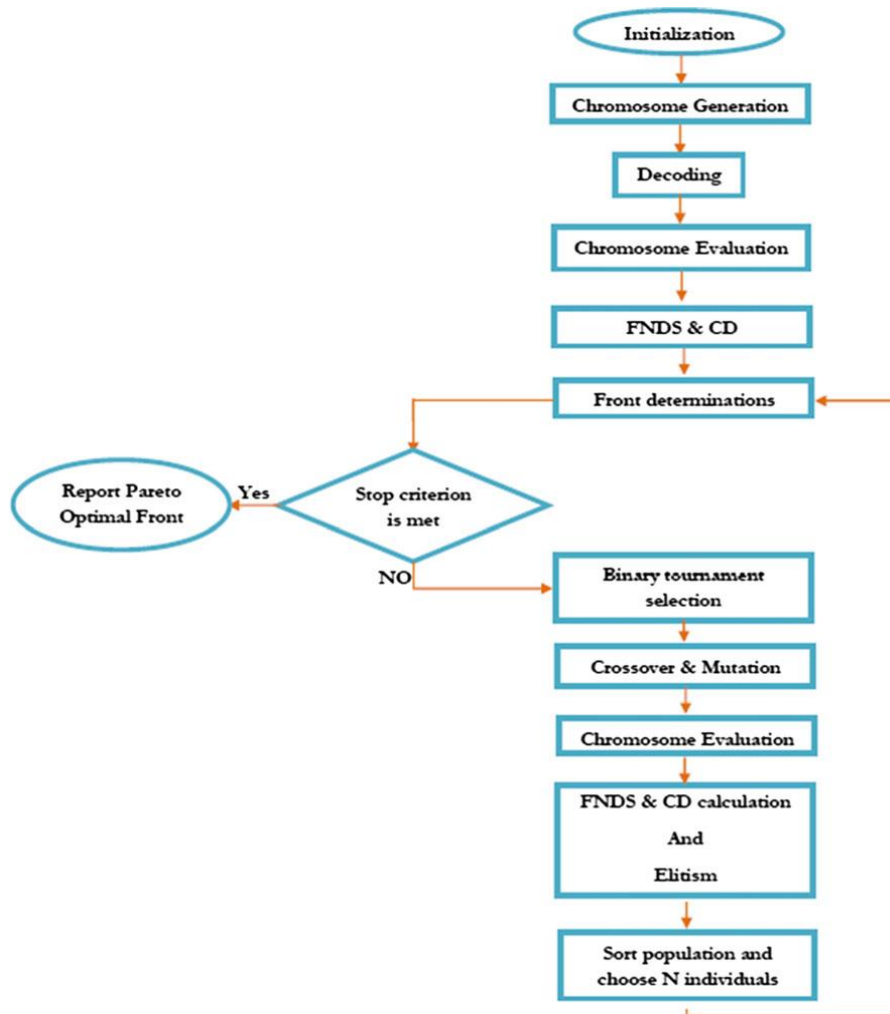 Initialization
Chromosome Generation
Decoding
Chromosome Evaluation
FNDS & CD
Front determinations
Report Pareto
Optimal Front
Yes
Stop criterion
is met
NO
Binary tournament
selection
Crossover & Mutation
Chromosome Evaluation
FNDS & CD calculation
And
Elitism
Sort population and
choose N individuals